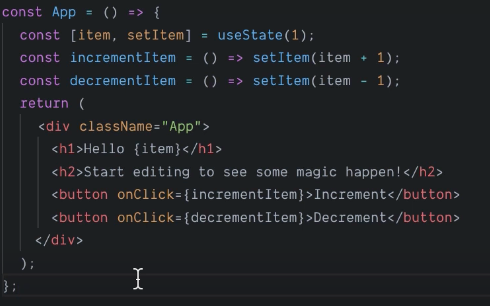 const App = () => {
  const [item, setItem] = useState(1);
  const incrementItem = () => setItem(item + 1);
  const decrementItem = () => setItem(item - 1);
  return (
    <div className="App">
      <h1>Hello {item}</h1>
      <h2>Start editing to see some magic happen!</h2>
      <button onClick={incrementItem}>Increment</button>
      <button onClick={decrementItem}>Decrement</button>
    </div>
  );
};